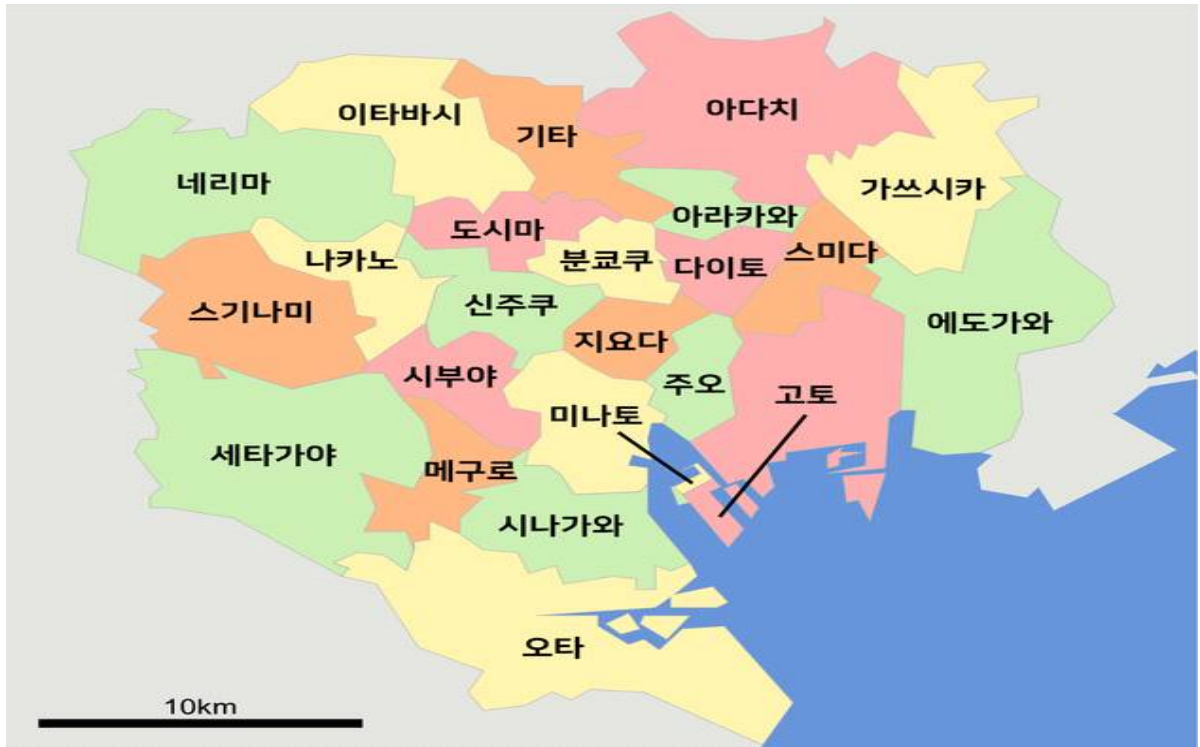 아다치
이타바시
기타
네리마
가쓰시카
아라카와
도시마
스미다
나카노
분쿄쿠
다이토
신주쿠
스기나미
에도가와
지요다
시부야
주오
고토
미나토
세타가야
메구로
시나가와
오타
10km